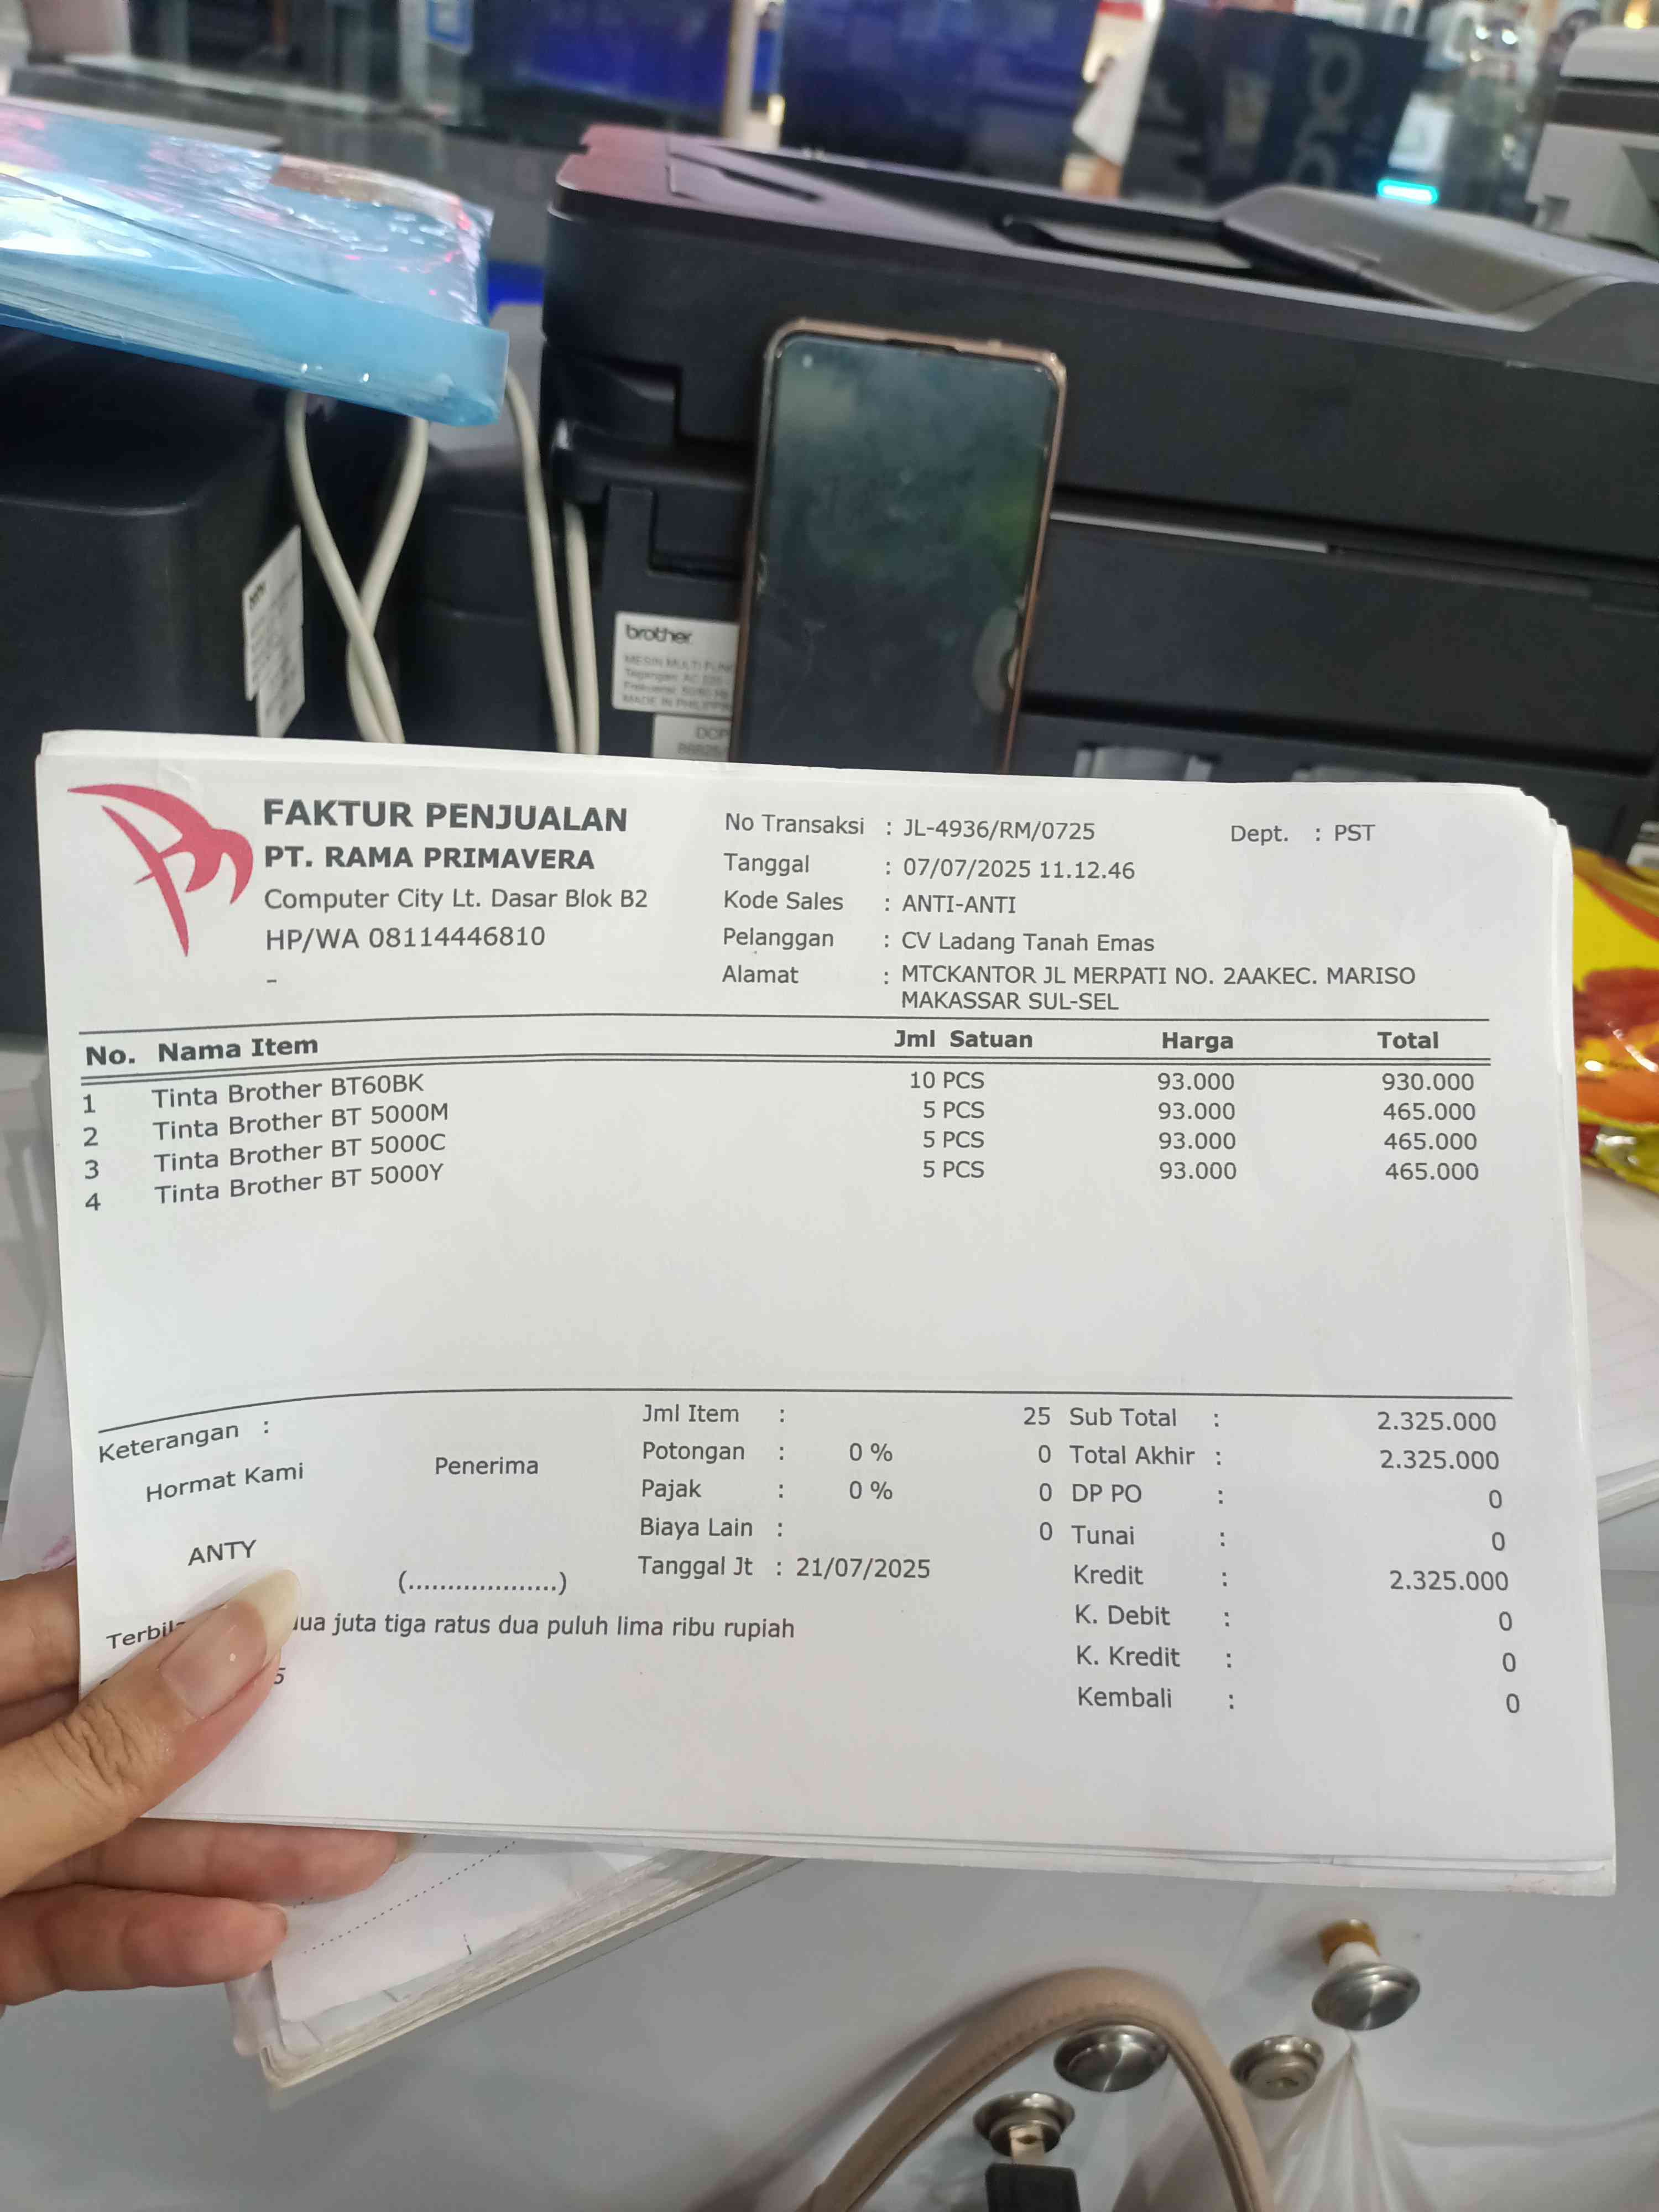 brother
MESIN MULTI FUNG
MADE IN PHILIPPIN
DCP
FAKTUR PENJUALAN
PT. RAMA PRIMAVERA
Computer City Lt. Dasar Blok B2
HP/WA 08114446810
-
No Transaksi : JL-4936/RM/0725 Dept. : PST
Tanggal : 07/07/2025 11.12.46
Kode Sales : ANTI-ANTI
Pelanggan : CV Ladang Tanah Emas
Alamat : MTCKANTOR JL MERPATI NO. 2AAKEC. MARISO
MAKASSAR SUL-SEL
No. Nama Item Jml Satuan Harga Total
1 Tinta Brother BT60BK 10 PCS 93.000 930.000
2 Tinta Brother BT 5000M 5 PCS 93.000 465.000
3 Tinta Brother BT 5000C 5 PCS 93.000 465.000
4 Tinta Brother BT 5000Y 5 PCS 93.000 465.000
Keterangan :
Hormat Kami Penerima
ANTY
(...................)
Jml Item : 25
Potongan : 0 % 0
Pajak : 0 % 0
Biaya Lain : 0
Tanggal Jt : 21/07/2025
Sub Total : 2.325.000
Total Akhir : 2.325.000
DP PO : 0
Tunai : 0
Kredit : 2.325.000
K. Debit : 0
K. Kredit : 0
Kembali : 0
juta tiga ratus dua puluh lima ribu rupiah
5